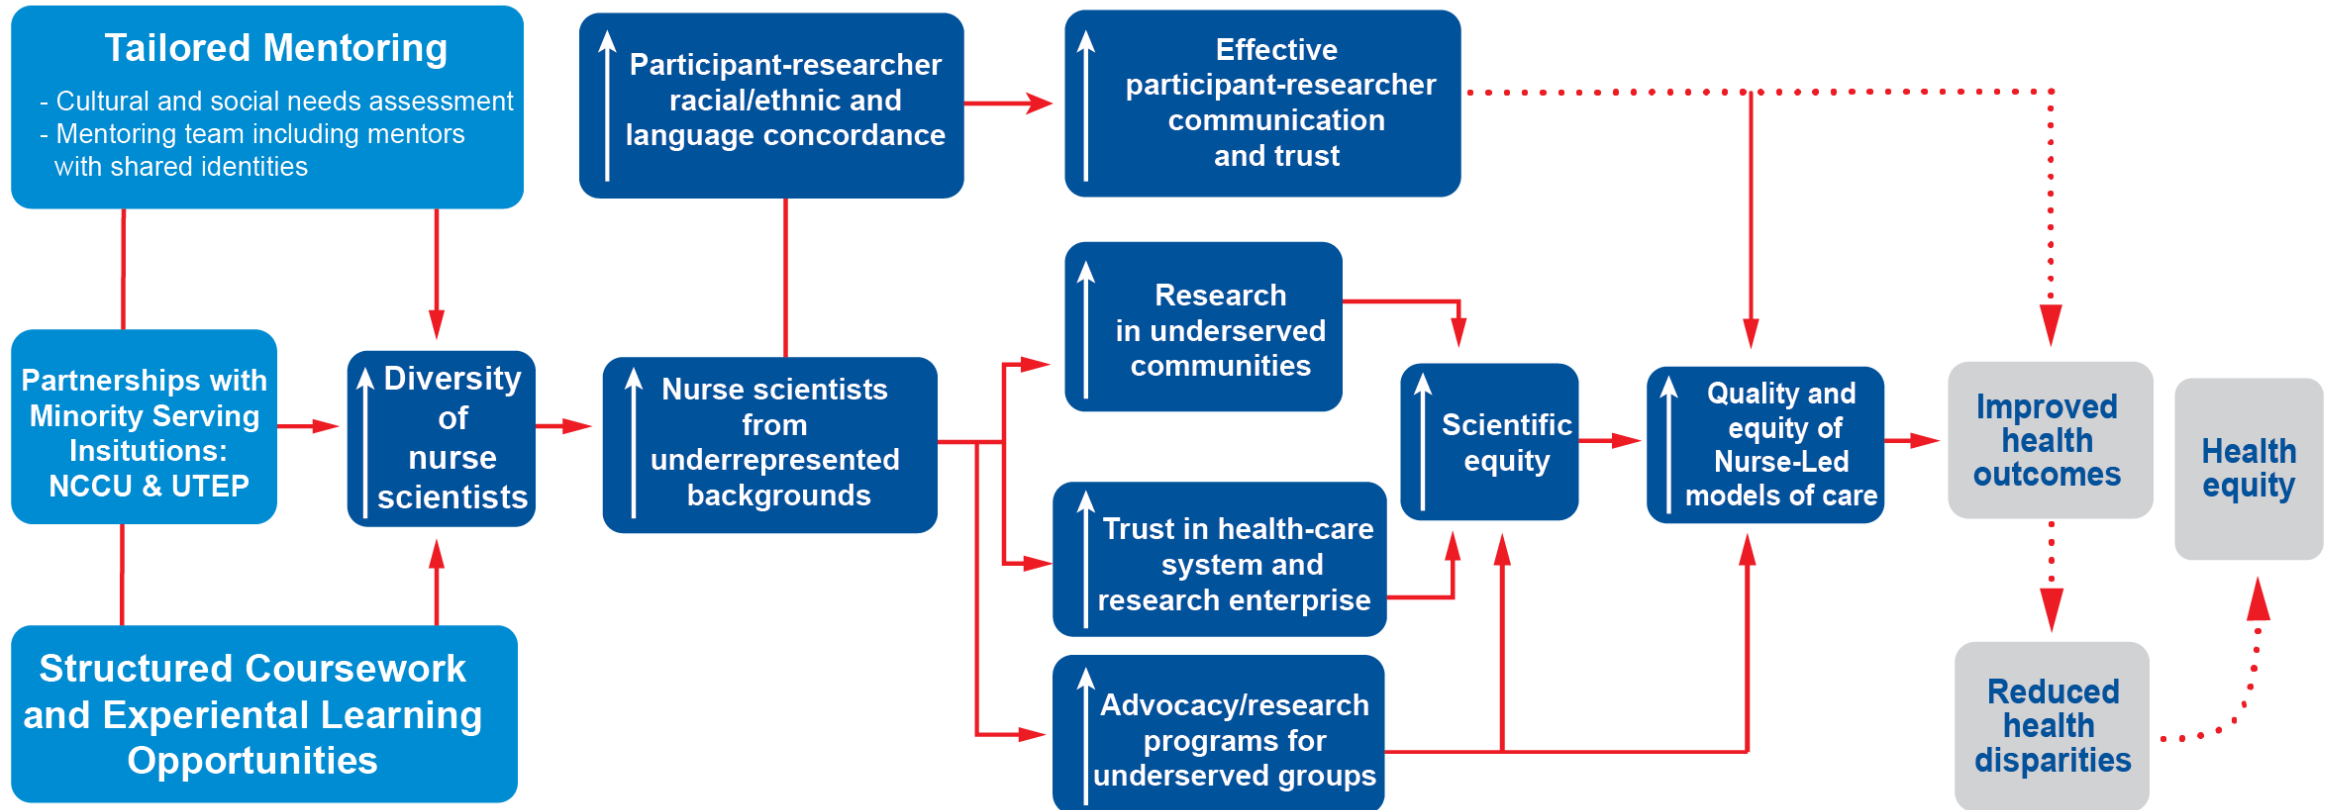 Tailored Mentoring
- Cultural and social needs assessment
- Mentoring team including mentors
with shared identities
Partnerships with
Minority Serving
Insitutions:
NCCU & UTEP
Structured Coursework
and Experiental Learning
Opportunities
Diversity
of
nurse
scientists
Participant-researcher
racial/ethnic and
language concordance
Nurse scientists
from
underrepresented
backgrounds
Effective
participant-researcher
communication
and trust
Research
in underserved
communities
Trust in health-care
system and
research enterprise
Advocacy/research
programs for
underserved groups
Scientific
equity
Quality and
equity of
Nurse-Led
models of care
Improved
health
outcomes
Reduced
health
disparities
Health
equity